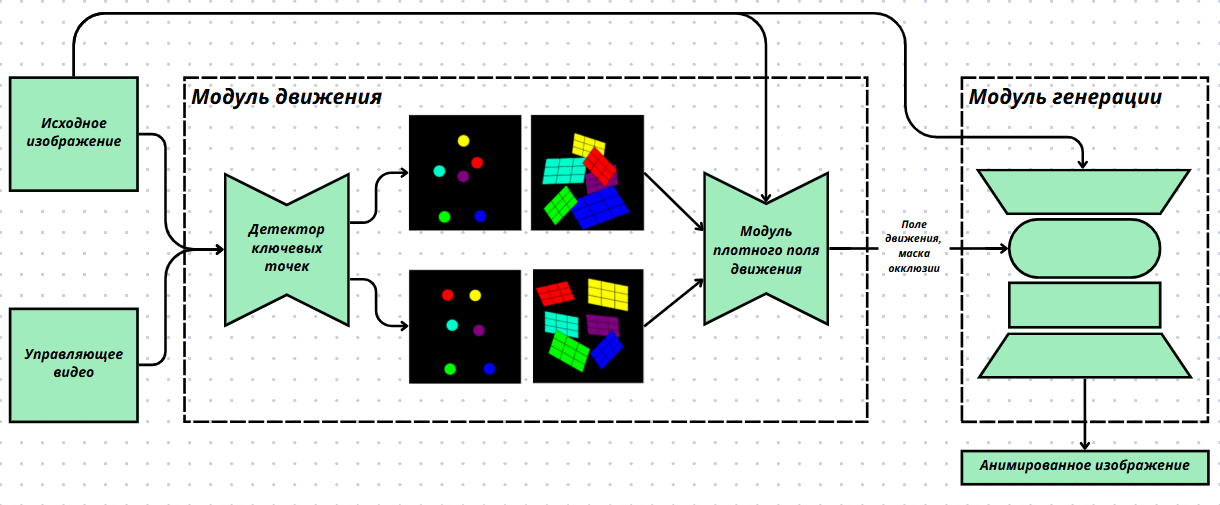 Исходное
изображение
Управляющее
видео
Модуль движения
Детектор
ключевых
точек
Модуль
плотного поля
движения
Поле
движения,
маска
окклюзии
Модуль генерации
Анимированное изображение